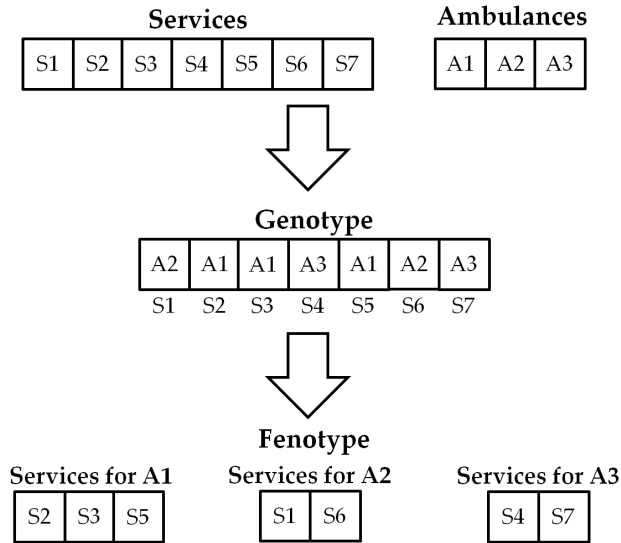 Services Ambulances
S1 S2 S3 S4 S5 S6 S7 A1 A2 A3
Genotype
A2 A1 A1 A3 A1 A2 A3
S1 S2 S3 S4 S5 S6 S7
Fenotype
Services for A1 Services for A2 Services for A3
S2 S3 S5 S1 S6 S4 S7